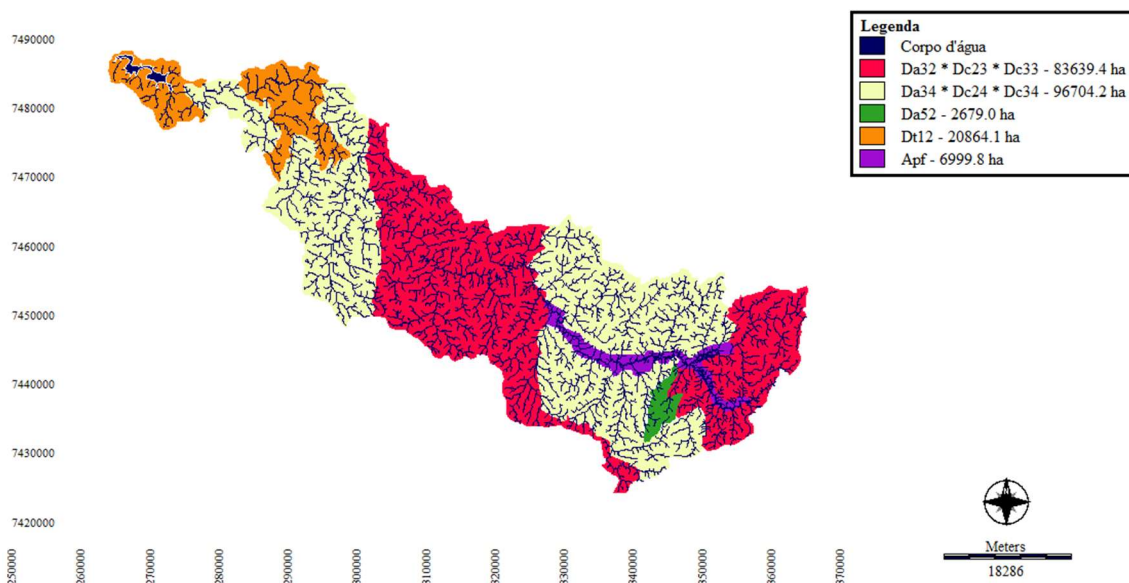 Legenda
Corpo d'água
Da32 * Dc23 * Dc33 - 83639.4 ha
Da34 * Dc24 * Dc34 - 96704.2 ha
Da52 - 2679.0 ha
Dt12 - 20864.1 ha
Apf - 6999.8 ha
7490000
7480000
7470000
7460000
7450000
7440000
7430000
7420000
250000
260000
270000
280000
290000
300000
310000
320000
330000
340000
350000
360000
370000
Meters
18286